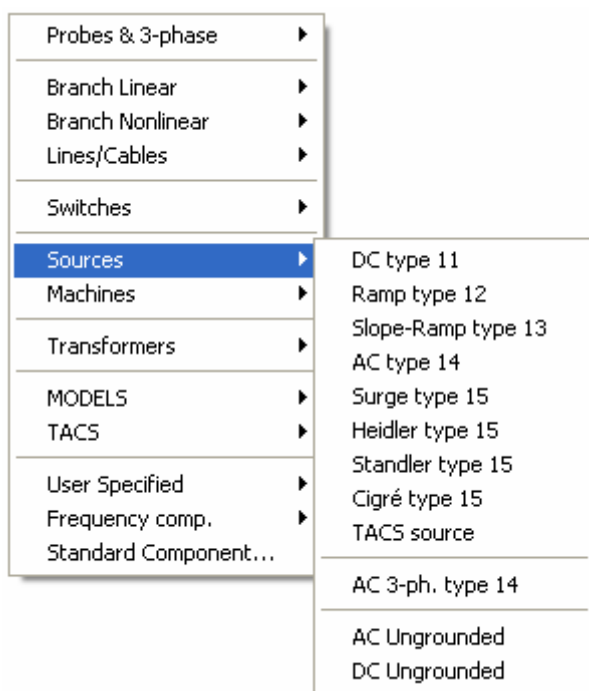 Probes & 3-phase
Branch Linear
Branch Nonlinear
Lines/Cables
Switches
Sources
Machines
Transformers
MODELS
TACS
User Specified
Frequency comp.
Standard Component...
DC type 11
Ramp type 12
Slope-Ramp type 13
AC type 14
Surge type 15
Heidler type 15
Standler type 15
Cigré type 15
TACS source
AC 3-ph. type 14
AC Ungrounded
DC Ungrounded